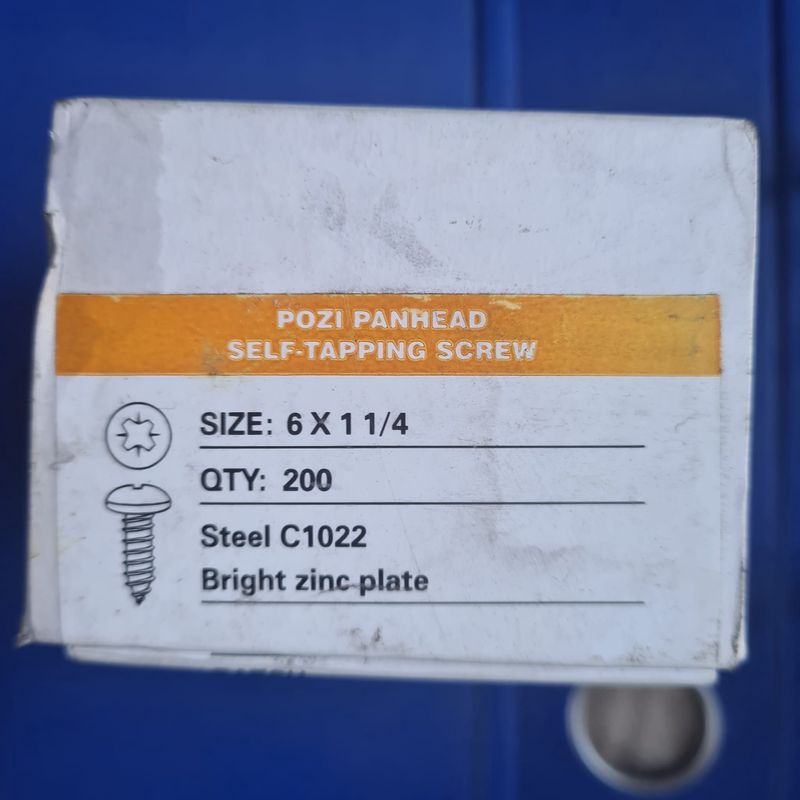 POZI PANHEAD
SELF-TAPPING SCREW
SIZE: 6 X 1 1/4
QTY: 200
Steel C1022
Bright zinc plate